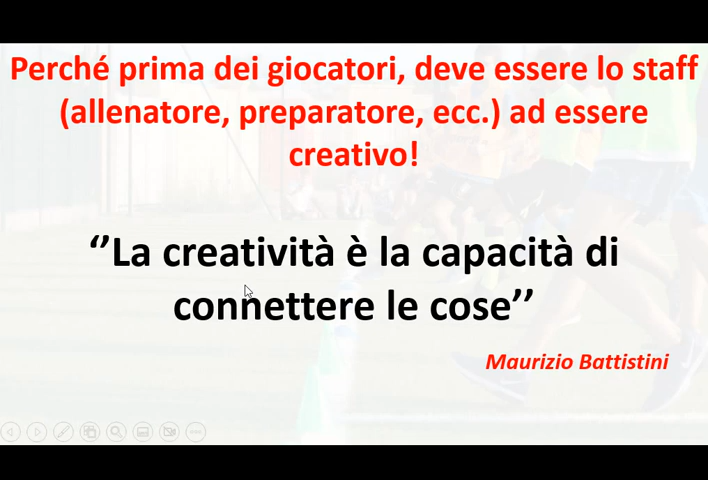 Perché prima dei giocatori, deve essere lo staff
(allenatore, preparatore, ecc.) ad essere
creativo!
‘’La creatività è la capacità di
connettere le cose’’
Maurizio Battistini